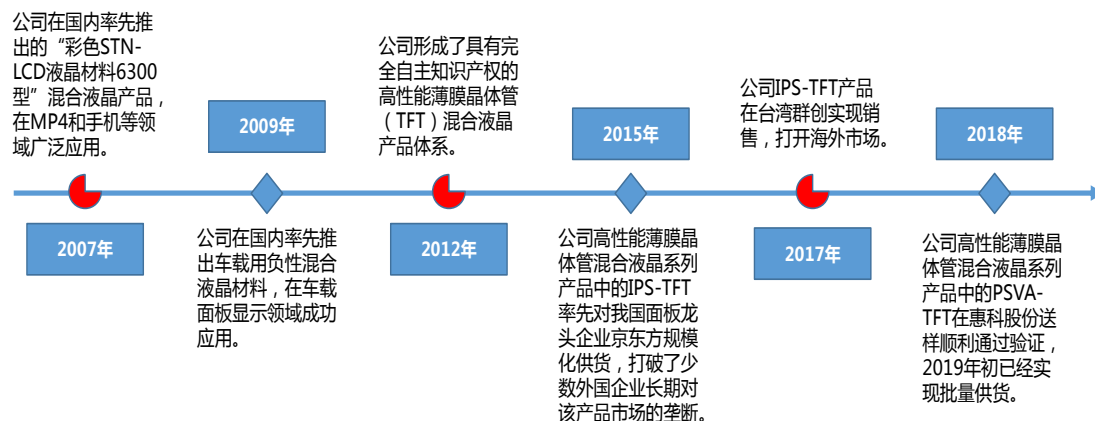 公司在国内率先推
出的“彩色STN-
LCD液晶材料6300
型”混合液晶产品，
在MP4和手机等领
域广泛应用。
2007年
2009年
公司在国内率先推
出车载用负性混合
液晶材料，在车载
面板显示领域成功
应用。
公司形成了具有完
全自主知识产权的
高性能薄膜晶体管
（TFT）混合液晶
产品体系。
2012年
2015年
公司高性能薄膜晶
体管混合液晶系列
产品中的IPS-TFT
率先对我国面板龙
头企业京东方规模
化供货，打破了少
数外国企业长期对
该产品市场的垄断。
公司IPS-TFT产品
在台湾群创实现销
售，打开海外市场。
2017年
2018年
公司高性能薄膜晶
体管混合液晶系列
产品中的PSVA-
TFT在惠科股份送
样顺利通过验证，
2019年初已经实
现批量供货。